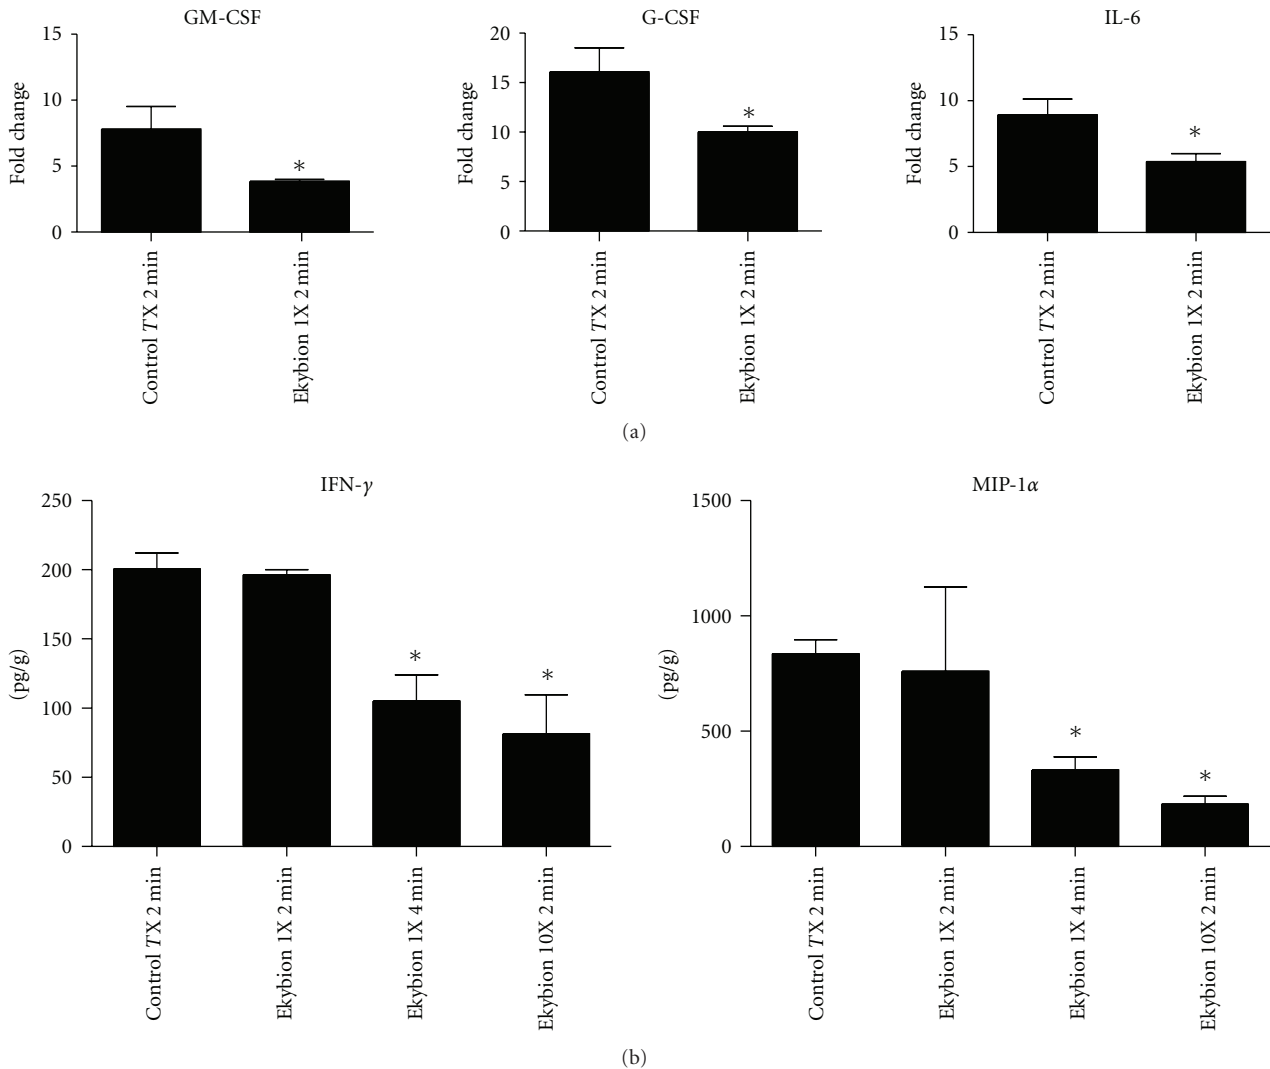 GM-CSF
15
10
5
0
Fold change
Control TX 2 min
Ekybion 1X 2 min
*
G-CSF
20
15
10
5
0
Fold change
Control TX 2 min
Ekybion 1X 2 min
*
IL-6
15
10
5
0
Fold change
Control TX 2 min
Ekybion 1X 2 min
*
(a)
IFN-γ
250
200
150
100
50
0
(pg/g)
*
*
Control TX 2 min
Ekybion 1X 2 min
Ekybion 1X 4 min
Ekybion 10X 2 min
MIP-1α
1500
1000
500
0
(pg/g)
*
*
Control TX 2 min
Ekybion 1X 2 min
Ekybion 1X 4 min
Ekybion 10X 2 min
(b)